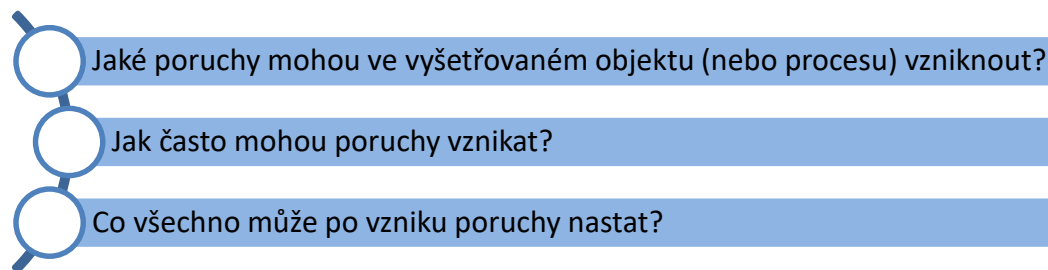 Jaké poruchy mohou ve vyšetřovaném objektu (nebo procesu) vzniknout?
Jak často mohou poruchy vznikat?
Co všechno může po vzniku poruchy nastat?